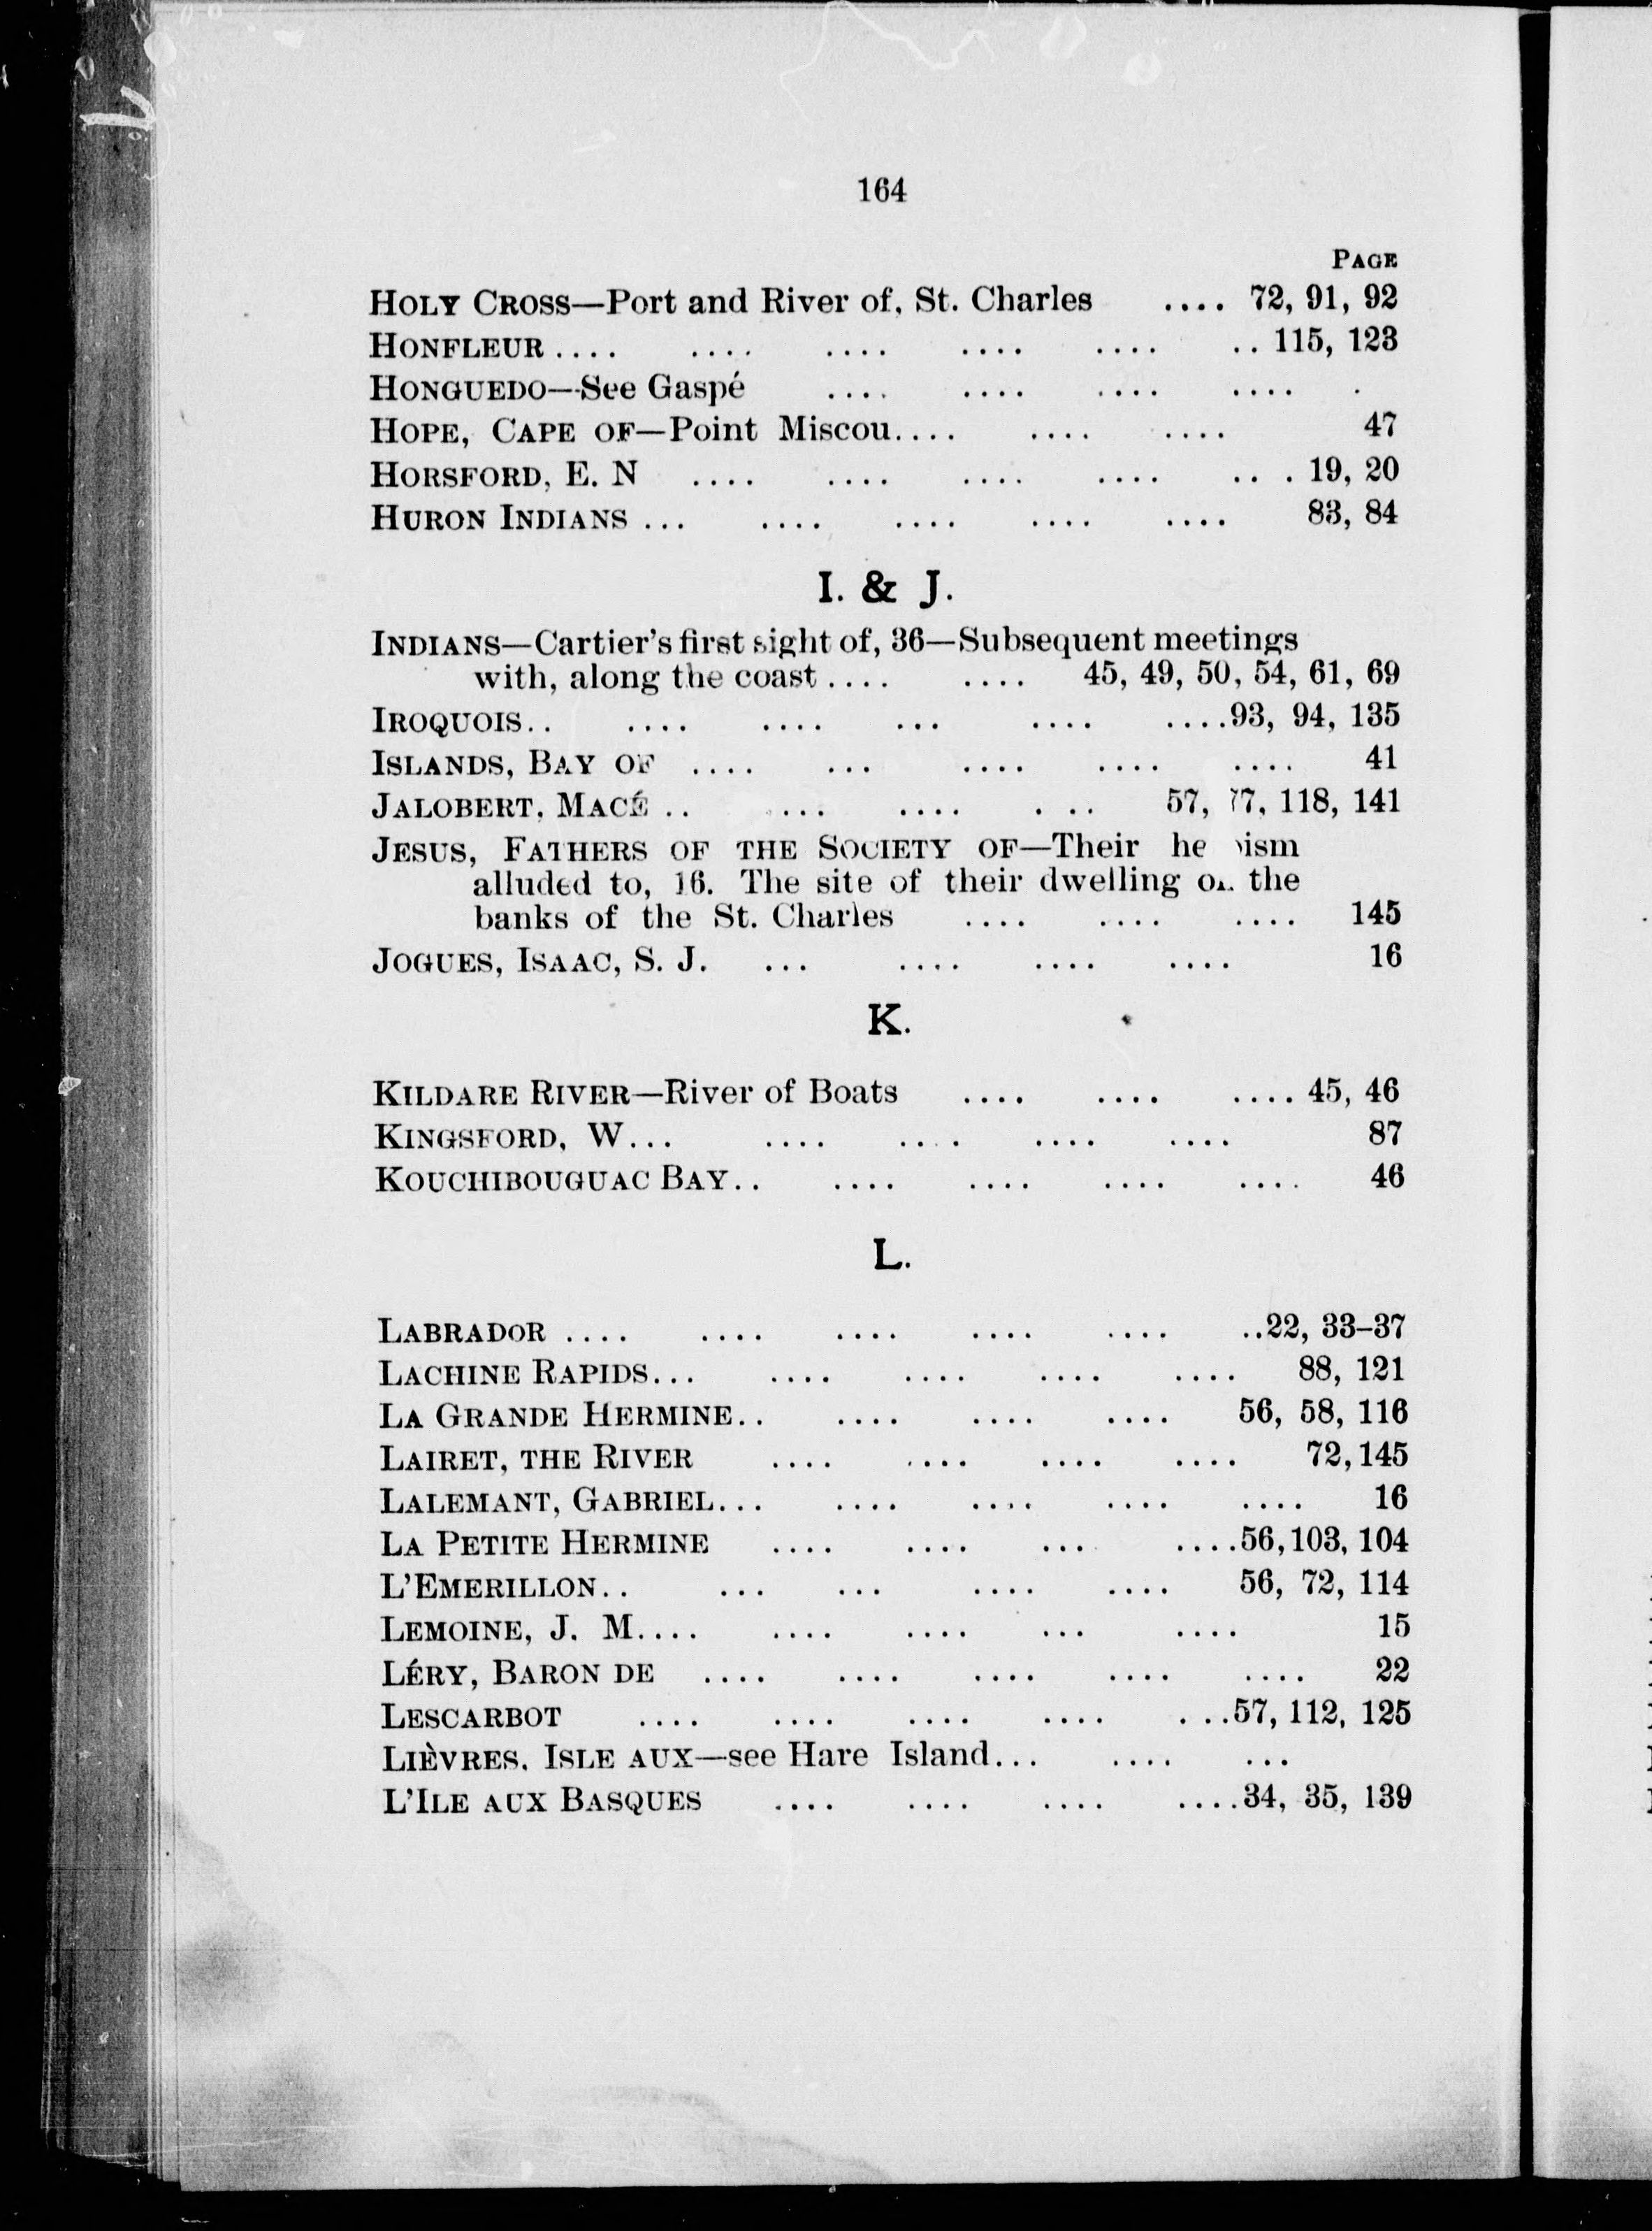 164
PAGE
HOLY CROSS—Port and River of, St. Charles .... 72, 91, 92
HONFLEUR .... .... .... .... .... .. 115, 123
HONGUEDO—See Gaspé .... .... .... .... .
HOPE, CAPE OF—Point Miscou.... .... .... 47
HORSFORD, E. N .... .... .... .... .. . 19, 20
HURON INDIANS ... .... .... .... .... 83, 84
I. & J.
INDIANS—Cartier's first sight of, 36—Subsequent meetings
with, along the coast .... .... 45, 49, 50, 54, 61, 69
IROQUOIS.. .... .... ... .... ....93, 94, 135
ISLANDS, BAY OF .... ... .... .... .... 41
JALOBERT, MACÉ .. .... .... . .. 57, 77, 118, 141
JESUS, FATHERS OF THE SOCIETY OF—Their
alluded to, 16. The site of their dwelling on the
banks of the St. Charles .... .... .... 145
JOGUES, ISAAC, S. J. ... .... .... .... 16
K.
KILDARE RIVER—River of Boats .... .... .... 45, 46
KINGSFORD, W... .... .... .... .... 87
KOUCHIBOUGUAC BAY.. .... .... .... .... 46
L.
LABRADOR .... .... .... .... .... ..22, 33–37
LACHINE RAPIDS... .... .... .... .... 88, 121
LA GRANDE HERMINE.. .... .... .... 56, 58, 116
LAIRET, THE RIVER .... .... .... .... 72,145
LALEMANT, GABRIEL... .... .... .... .... 16
LA PETITE HERMINE .... .... ... ....56,103, 104
L'EMERILLON.. ... ... .... .... 56, 72, 114
LEMOINE, J. M.... .... .... ... .... 15
LÉRY, BARON DE .... .... .... .... .... 22
LESCARBOT .... .... .... .... . ..57, 112, 125
LIÈVRES, ISLE AUX—see Hare Island... .... ...
L'ILE AUX BASQUES .... .... .... ....34, 35, 139